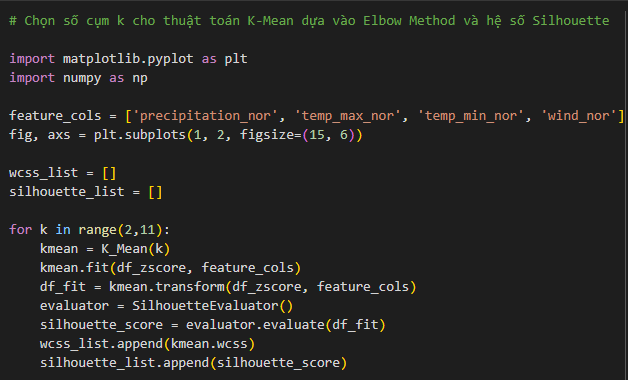 # Chọn số cụm k cho thuật toán K-Mean dựa vào Elbow Method và hệ số Silhouette
import matplotlib.pyplot as plt
import numpy as np
feature_cols = ['precipitation_nor', 'temp_max_nor', 'temp_min_nor', 'wind_nor']
fig, axs = plt.subplots(1, 2, figsize=(15, 6))
wcss_list = []
silhouette_list = []
for k in range(2,11):
    kmean = K_Mean(k)
    kmean.fit(df_zscore, feature_cols)
    df_fit = kmean.transform(df_zscore, feature_cols)
    evaluator = SilhouetteEvaluator()
    silhouette_score = evaluator.evaluate(df_fit)
    wcss_list.append(kmean.wcss)
    silhouette_list.append(silhouette_score)